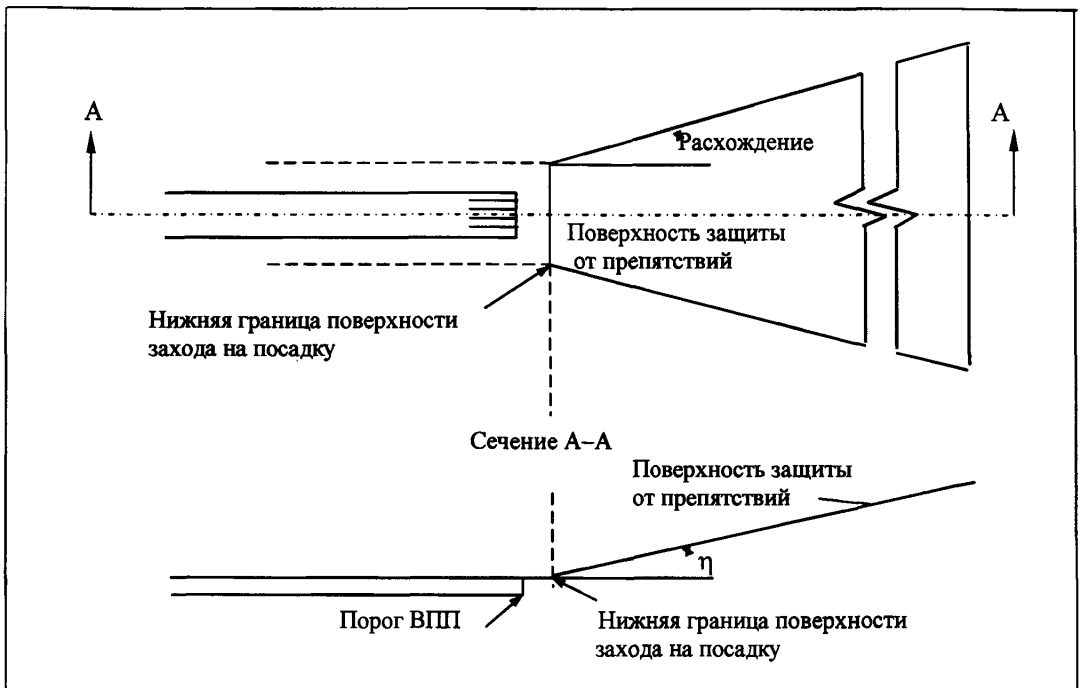 А
А
Расхождение
Поверхность защиты
от препятствий
Нижняя граница поверхности
захода на посадку
Сечение А–А
Поверхность защиты
от препятствий
η
Порог ВПП
Нижняя граница поверхности
захода на посадку